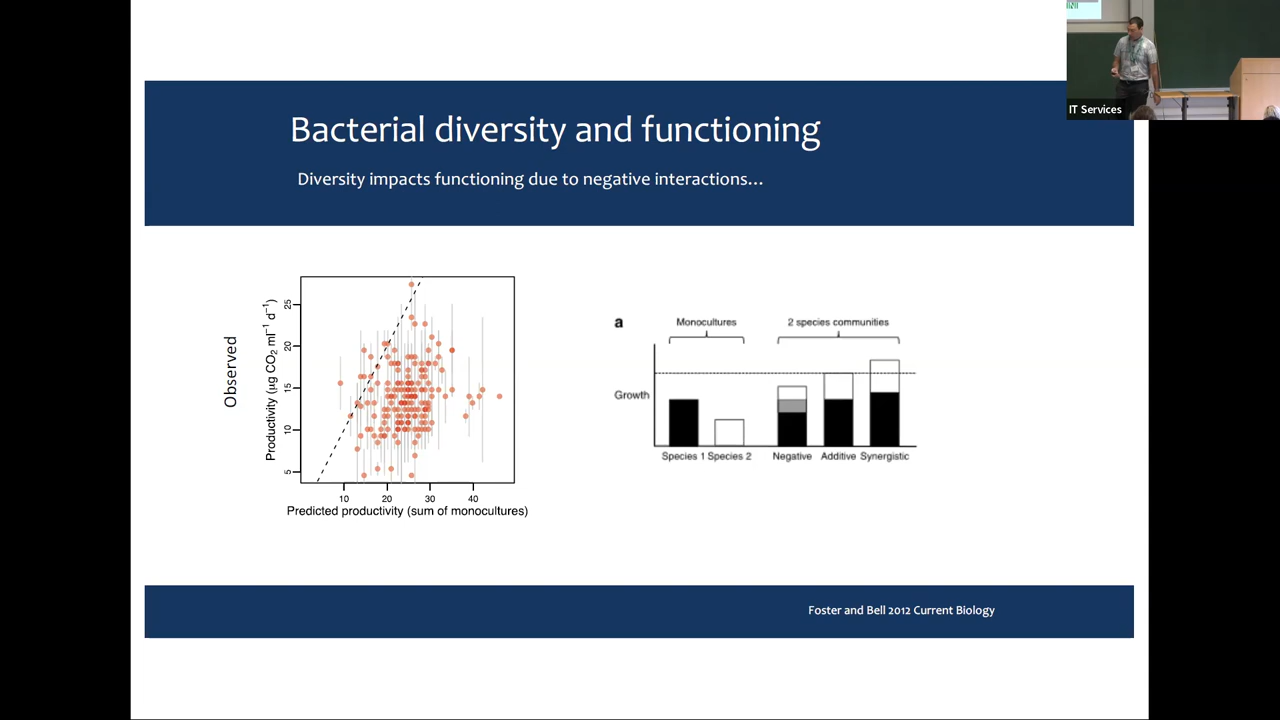 IT Services
Bacterial diversity and functioning
Diversity impacts functioning due to negative interactions…
Observed
Productivity (µg CO2 ml−1 d−1)
25
20
15
10
5
10 20 30 40
Predicted productivity (sum of monocultures)
a
Monocultures 2 species communities
Growth
Species 1 Species 2 Negative Additive Synergistic
Foster and Bell 2012 Current Biology